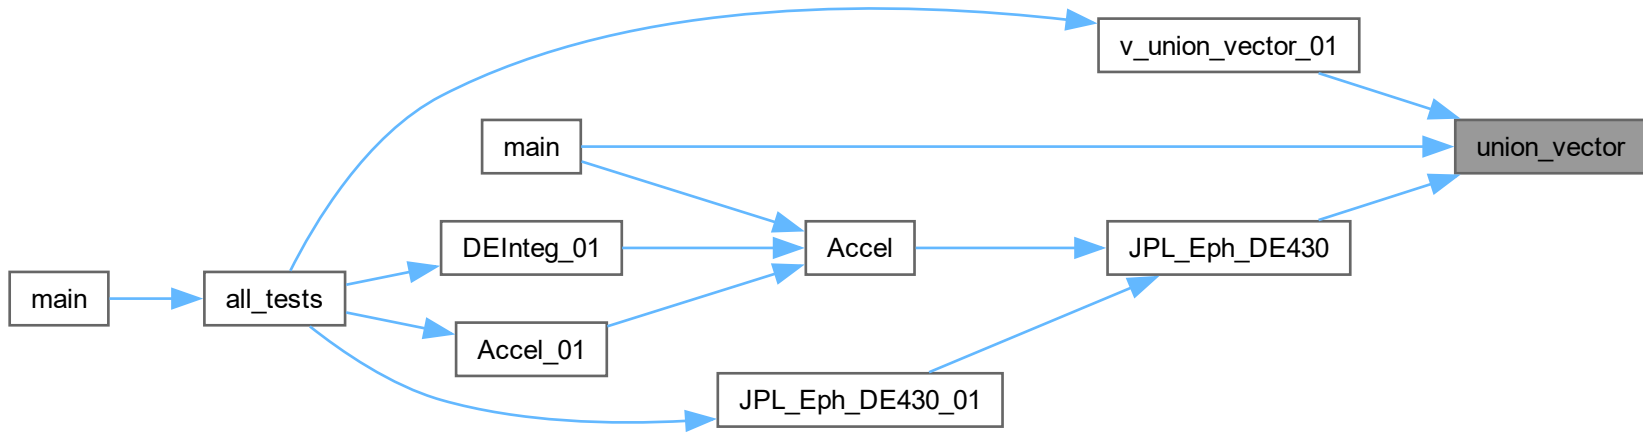 v_union_vector_01
main
union_vector
DEInteg_01
Accel
JPL_Eph_DE430
main
all_tests
Accel_01
JPL_Eph_DE430_01